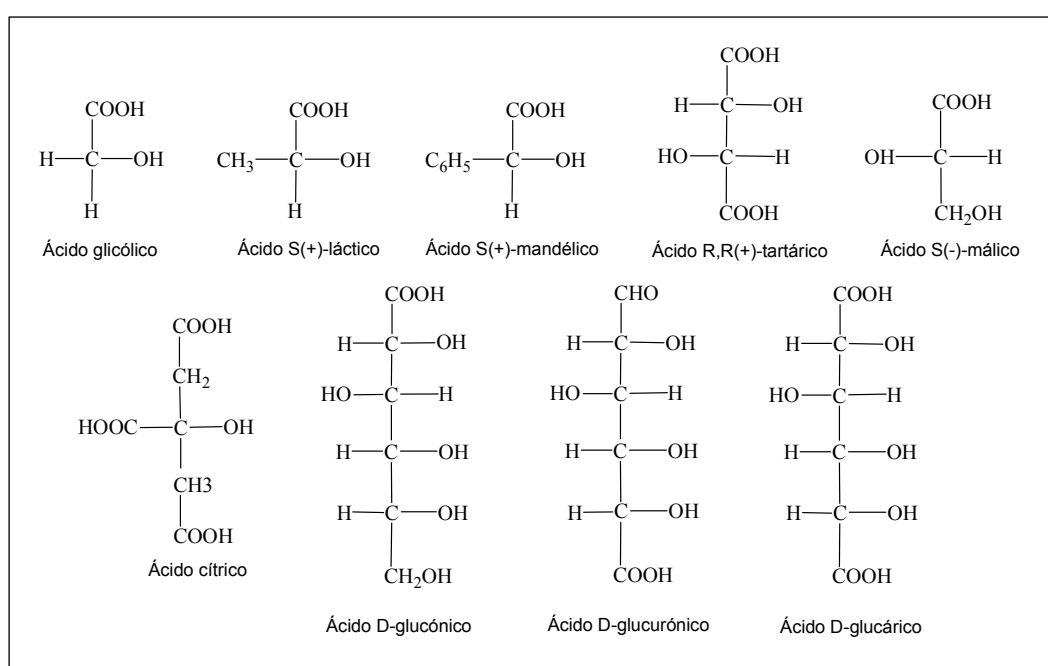 COOH
H—C—OH
H
Ácido glicólico
COOH
CH3—C—OH
H
Ácido S(+)-láctico
COOH
C6H5—C—OH
H
Ácido S(+)-mandélico
COOH
H—C—OH
HO—C—H
COOH
Ácido R,R(+)-tartárico
COOH
OH—C—H
CH2OH
Ácido S(-)-málico
COOH
CH2
HOOC—C—OH
CH3
COOH
Ácido cítrico
COOH
H—C—OH
HO—C—H
H—C—OH
H—C—OH
CH2OH
Ácido D-glucónico
CHO
H—C—OH
HO—C—H
H—C—OH
H—C—OH
COOH
Ácido D-glucurónico
COOH
H—C—OH
HO—C—H
H—C—OH
H—C—OH
COOH
Ácido D-glucárico